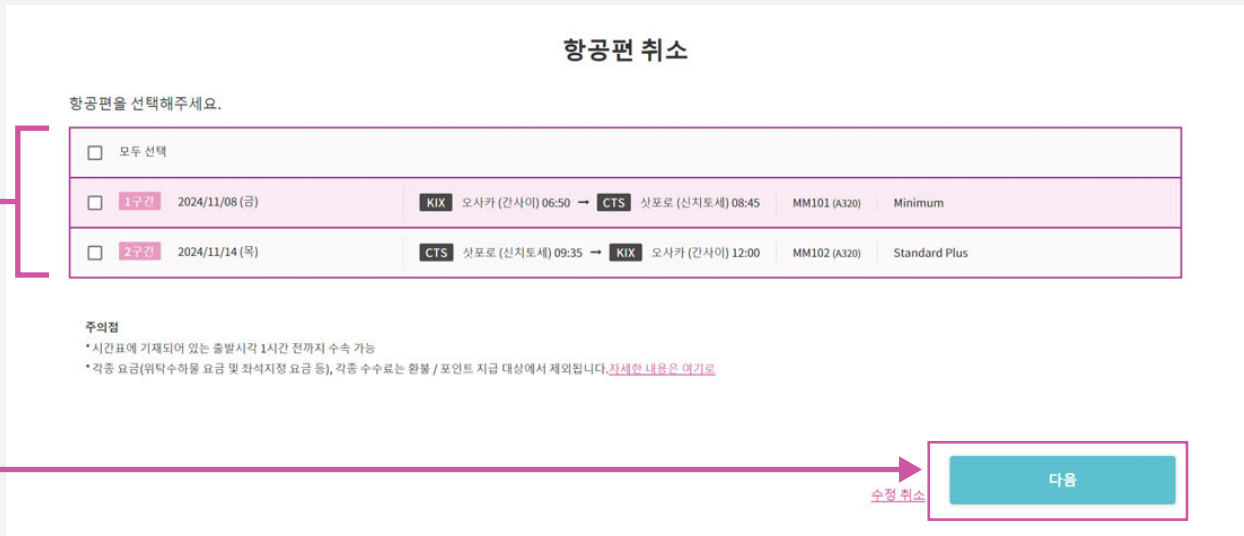 항공편 취소
항공편을 선택해주세요.
모두 선택
1구간 2024/11/08 (금) KIX 오사카 (간사이) 06:50 → CTS 삿포로 (신치토세) 08:45 MM101 (A320) Minimum
2구간 2024/11/14 (목) CTS 삿포로 (신치토세) 09:35 → KIX 오사카 (간사이) 12:00 MM102 (A320) Standard Plus
주의점
* 시간표에 기재되어 있는 출발시각 1시간 전까지 수속 가능
* 각종 요금(위탁수하물 요금 및 좌석지정 요금 등), 각종 수수료는 환불 / 포인트 지급 대상에서 제외됩니다.자세한 내용은 여기로
수정 취소
다음